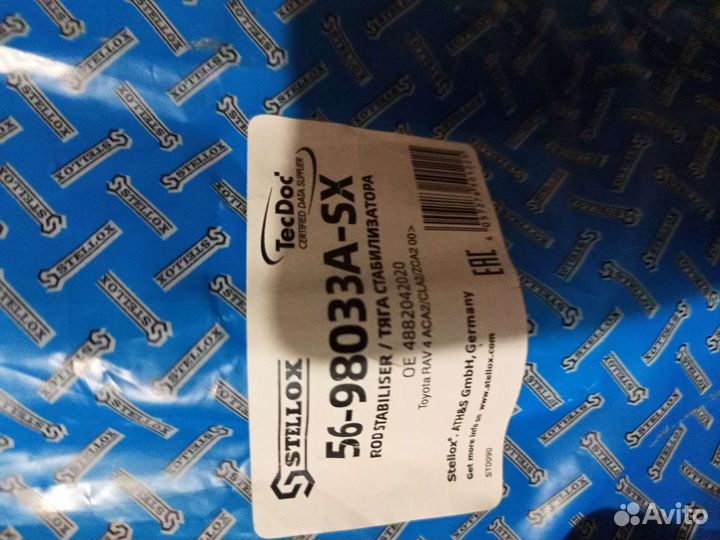 STELLOX
TecDoc
CERTIFIED DATA SUPPLIER
56-98033A-SX
ROD STABILISER / ТЯГА СТАБИЛИЗАТОРА
OE 4882042020
Toyota RAV 4 ACA2/CLA2/ZCA2 00>
Stellox®. ATH&S GmbH, Germany
Get more info on www.stellox.com
ST0090
EAC
Avito